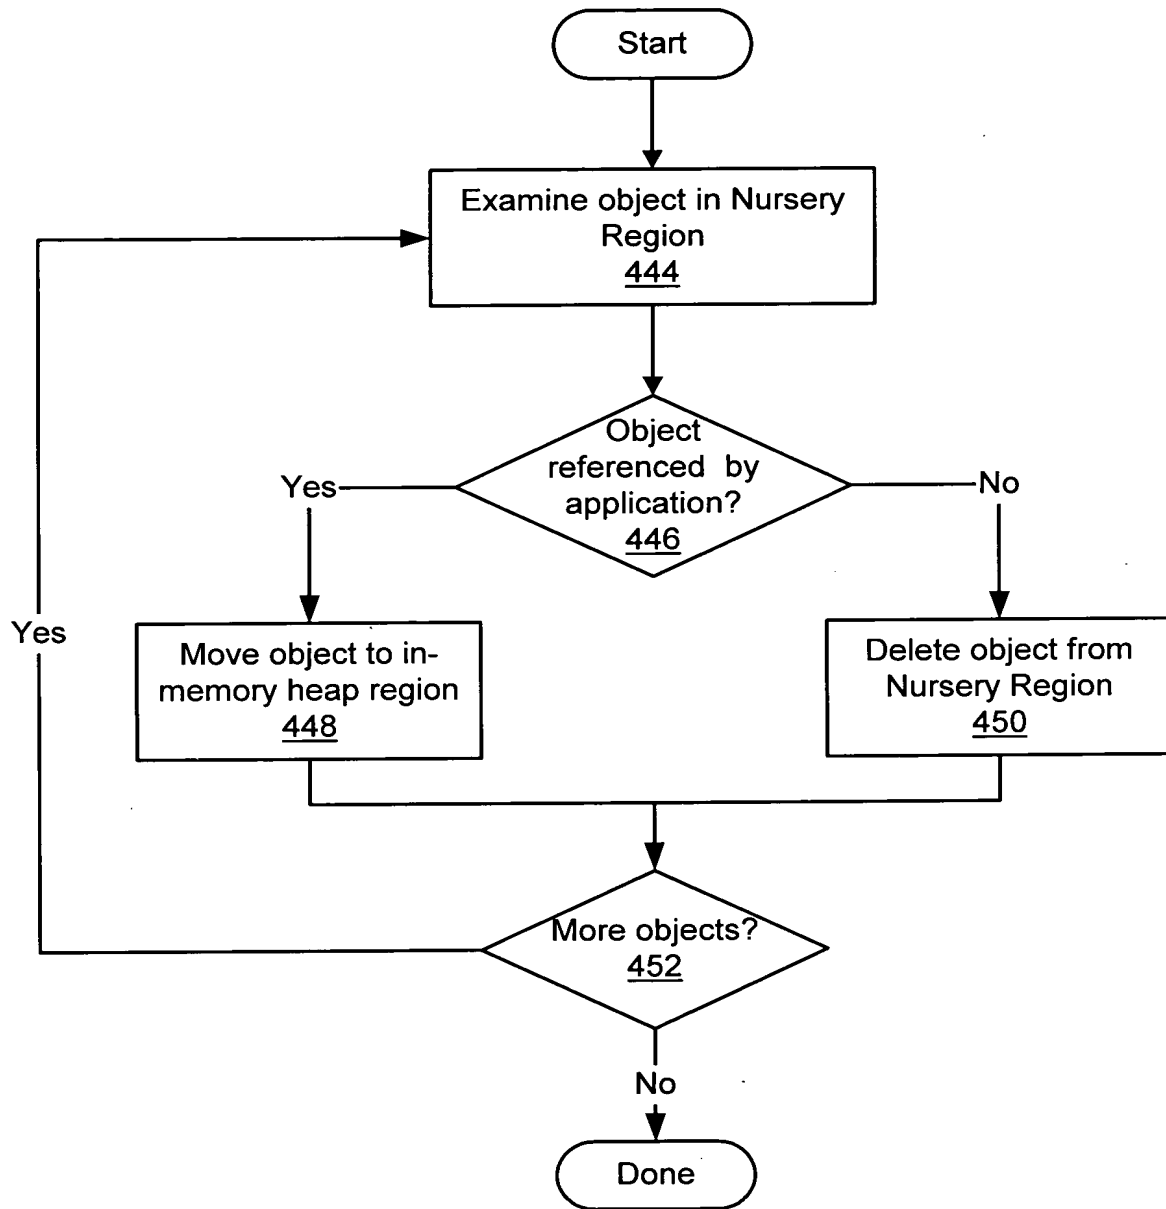 Start
Examine object in Nursery
Region
444
Object
referenced by
application?
446
Yes
No
Yes
Move object to in-
memory heap region
448
Delete object from
Nursery Region
450
More objects?
452
No
Done